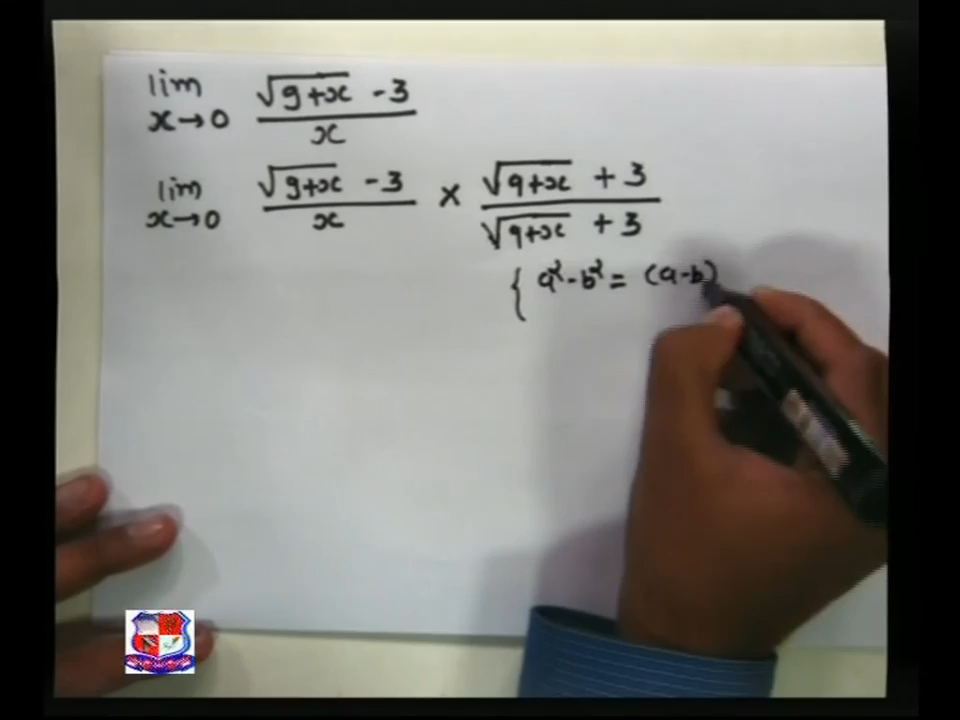 lim x→0 √9+x - 3 / x
lim x→0 √9+x - 3 / x × √9+x + 3 / √9+x + 3
{ a² - b² = (a-b)